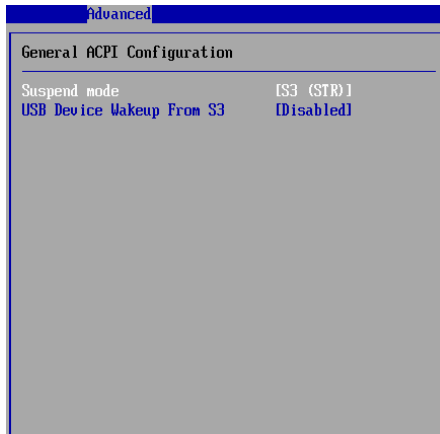 Advanced
General ACPI Configuration
Suspend mode [S3 (STR)]
USB Device Wakeup From S3 [Disabled]